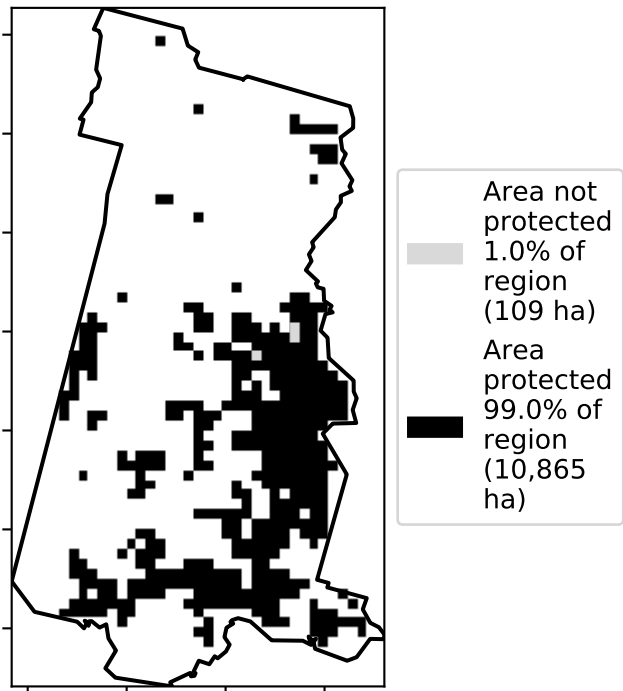 Area not
protected
1.0% of
region
(109 ha)
Area
protected
99.0% of
region
(10,865
ha)